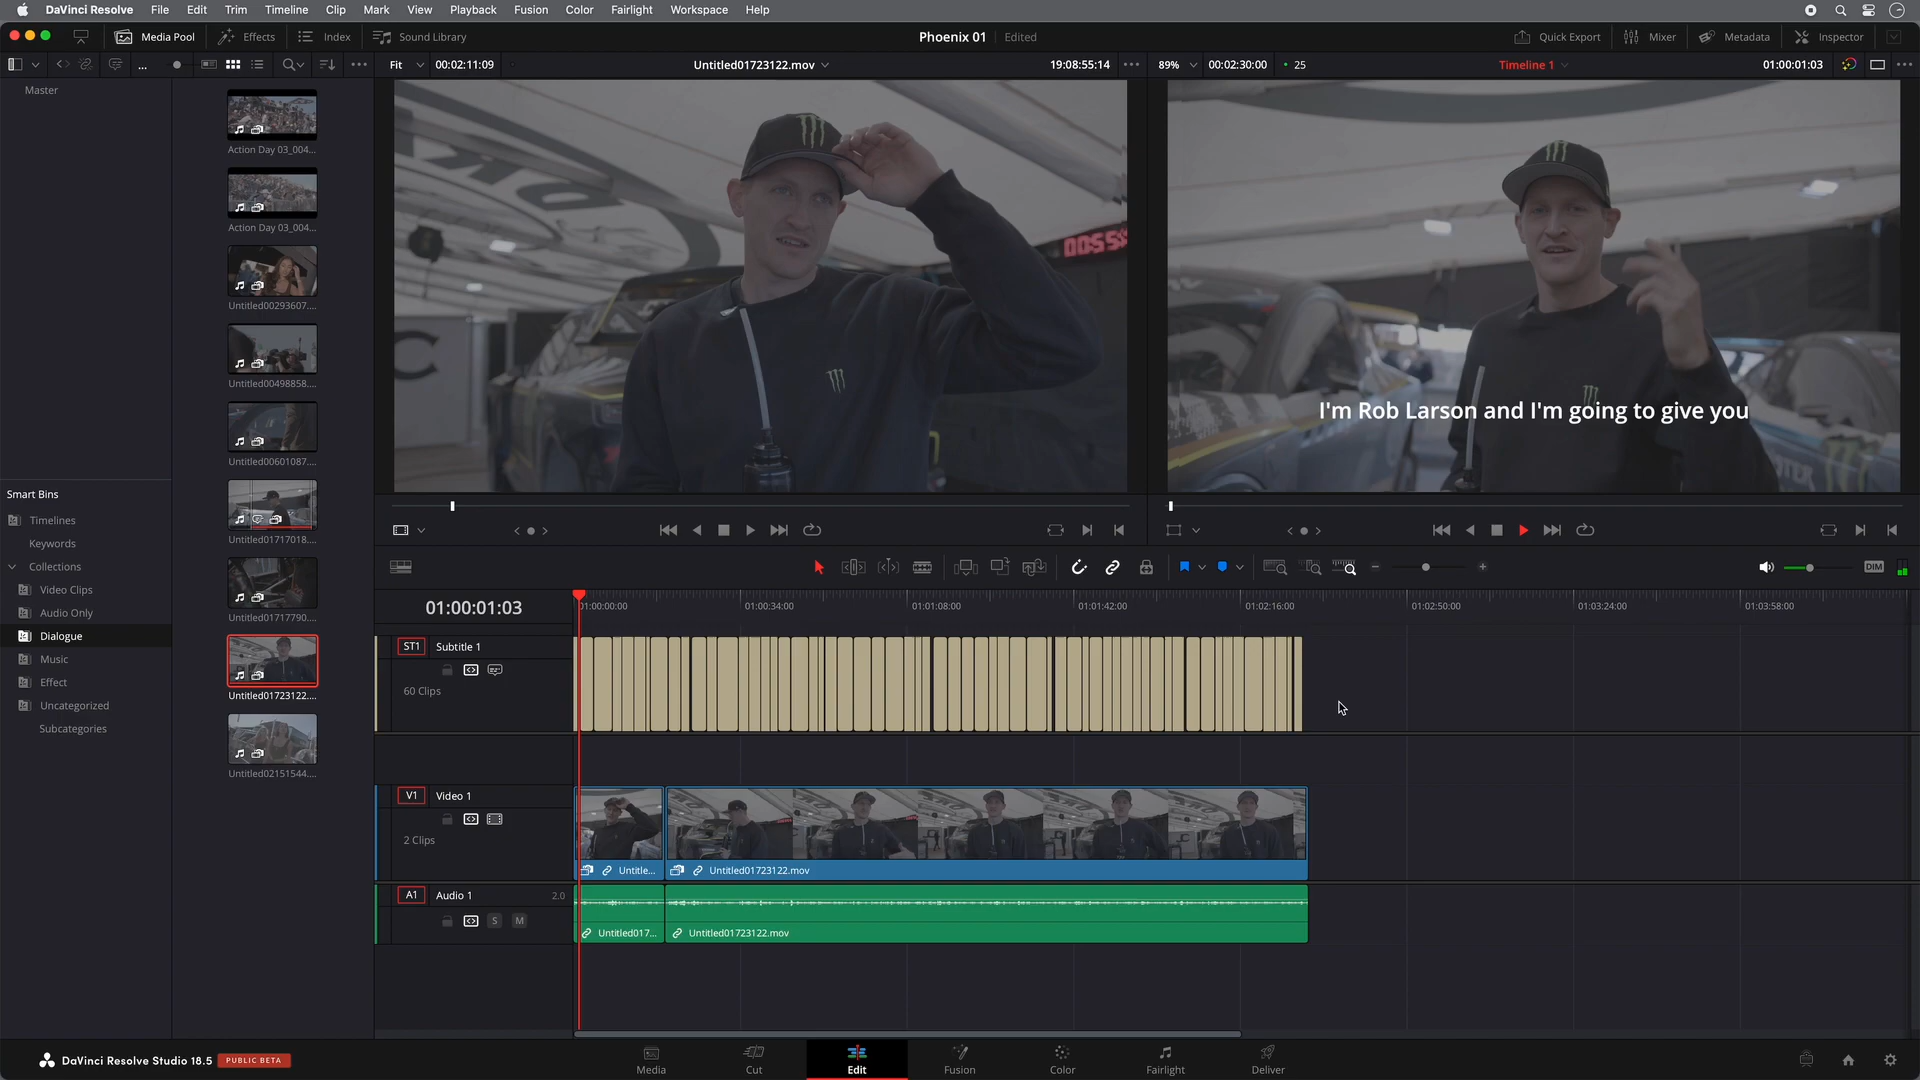 DaVinci Resolve File Edit Trim Timeline Clip Mark View Playback Fusion Color Fairlight Workspace Help
Media Pool Effects Index Sound Library
Phoenix 01 Edited
Quick Export Mixer Metadata Inspector
Fit 00:02:11:09 Untitled01723122.mov 19:08:55:14
89% 00:02:30:00 25 Timeline 1 01:00:01:03
Master
Action Day 03_004...
Action Day 03_004...
Untitled00293607....
Untitled00498858....
Untitled00601087....
Untitled01717018....
Untitled01717790....
Untitled01723122....
Untitled02151544....
Smart Bins
Timelines
Keywords
Collections
Video Clips
Audio Only
Dialogue
Music
Effect
Uncategorized
Subcategories
I'm Rob Larson and I'm going to give you
DIM
01:00:01:03
01:00:00:00 01:00:34:00 01:01:08:00 01:01:42:00 01:02:16:00 01:02:50:00 01:03:24:00 01:03:58:00
ST1 Subtitle 1
60 Clips
V1 Video 1
2 Clips
Untitle... Untitled01723122.mov
A1 Audio 1 2.0
S M
Untitled017... Untitled01723122.mov
DaVinci Resolve Studio 18.5 PUBLIC BETA
Media Cut Edit Fusion Color Fairlight Deliver